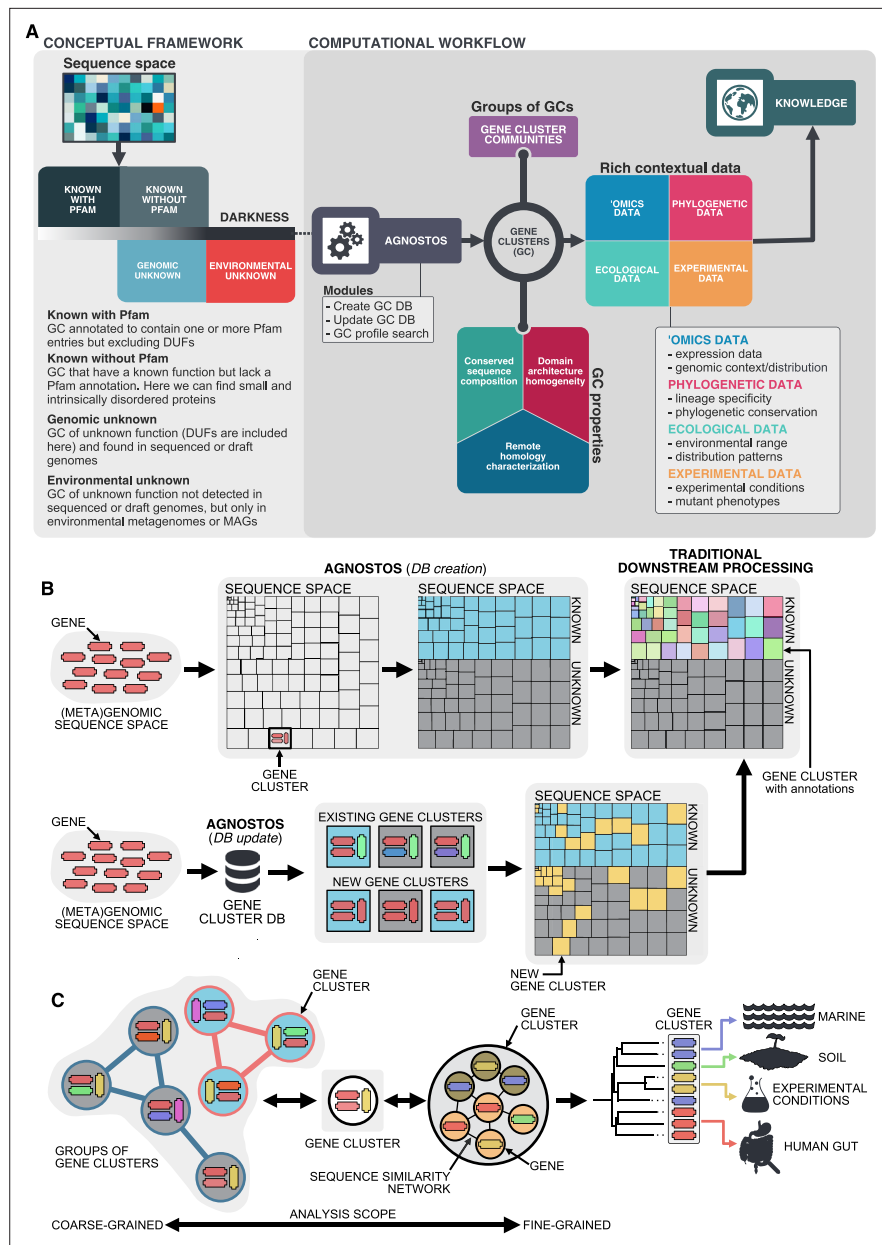 A
CONCEPTUAL FRAMEWORK
COMPUTATIONAL WORKFLOW
Sequence space
KNOWN
WITH
PFAM
KNOWN
WITHOUT
PFAM
DARKNESS
GENOMIC
UNKNOWN
ENVIRONMENTAL
UNKNOWN
Known with Pfam
GC annotated to contain one or more Pfam
entries but excluding DUFs
Known without Pfam
GC that have a known function but lack a
Pfam annotation. Here we can find small and
intrinsically disordered proteins
Genomic unknown
GC of unknown function (DUFs are included
here) and found in sequenced or draft
genomes
Environmental unknown
GC of unknown function not detected in
sequenced or draft genomes, but only in
environmental metagenomes or MAGs
AGNOSTOS
Modules
- Create GC DB
- Update GC DB
- GC profile search
Groups of GCs
GENE CLUSTER
COMMUNITIES
GENE
CLUSTERS
(GC)
Conserved
sequence
composition
Domain
architecture
homogeneity
Remote
homology
characterization
GC properties
Rich contextual data
'OMICS
DATA
PHYLOGENETIC
DATA
ECOLOGICAL
DATA
EXPERIMENTAL
DATA
KNOWLEDGE
'OMICS DATA
- expression data
- genomic context/distribution
PHYLOGENETIC DATA
- lineage specificity
- phylogenetic conservation
ECOLOGICAL DATA
- environmental range
- distribution patterns
EXPERIMENTAL DATA
- experimental conditions
- mutant phenotypes
B
AGNOSTOS (DB creation)
TRADITIONAL
DOWNSTREAM PROCESSING
GENE
(META)GENOMIC
SEQUENCE SPACE
SEQUENCE SPACE
GENE
CLUSTER
SEQUENCE SPACE
KNOWN
UNKNOWN
SEQUENCE SPACE
KNOWN
UNKNOWN
GENE CLUSTER
with annotations
GENE
(META)GENOMIC
SEQUENCE SPACE
AGNOSTOS
(DB update)
GENE
CLUSTER DB
EXISTING GENE CLUSTERS
NEW GENE CLUSTERS
SEQUENCE SPACE
KNOWN
UNKNOWN
NEW
GENE CLUSTER
C
GENE
CLUSTER
GROUPS OF
GENE CLUSTERS
GENE CLUSTER
GENE
CLUSTER
SEQUENCE SIMILARITY
NETWORK
GENE
GENE
CLUSTER
MARINE
SOIL
EXPERIMENTAL
CONDITIONS
HUMAN GUT
COARSE-GRAINED
ANALYSIS SCOPE
FINE-GRAINED